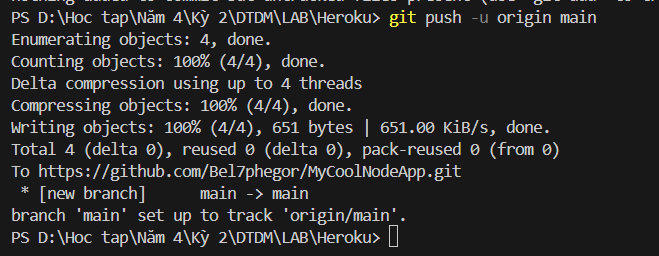 PS D:\Hoc tap\Năm 4\Kỳ 2\DTDM\LAB\Heroku> git push -u origin main
Enumerating objects: 4, done.
Counting objects: 100% (4/4), done.
Delta compression using up to 4 threads
Compressing objects: 100% (4/4), done.
Writing objects: 100% (4/4), 651 bytes | 651.00 KiB/s, done.
Total 4 (delta 0), reused 0 (delta 0), pack-reused 0 (from 0)
To https://github.com/Bel7phegor/MyCoolNodeApp.git
 * [new branch]      main -> main
branch 'main' set up to track 'origin/main'.
PS D:\Hoc tap\Năm 4\Kỳ 2\DTDM\LAB\Heroku>